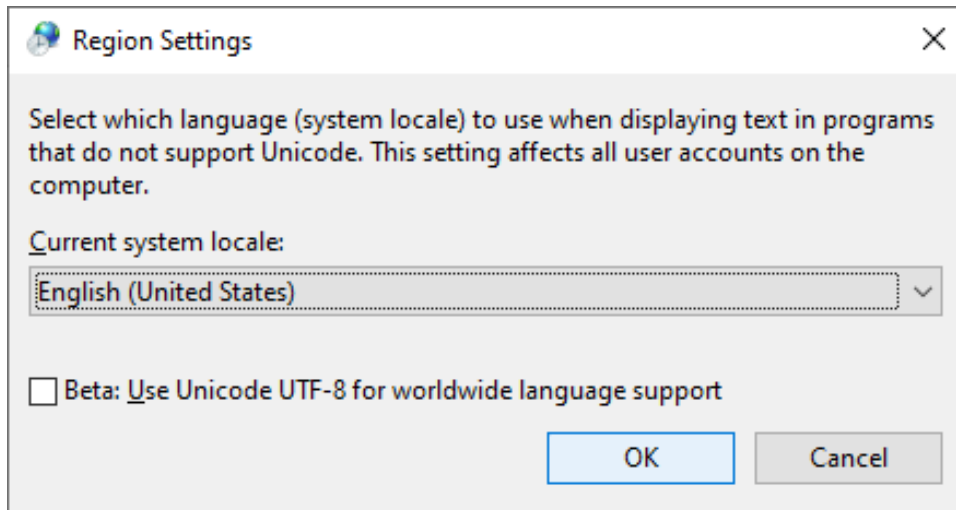 Region Settings
Select which language (system locale) to use when displaying text in programs
that do not support Unicode. This setting affects all user accounts on the
computer.
Current system locale:
English (United States)
Beta: Use Unicode UTF-8 for worldwide language support
OK Cancel